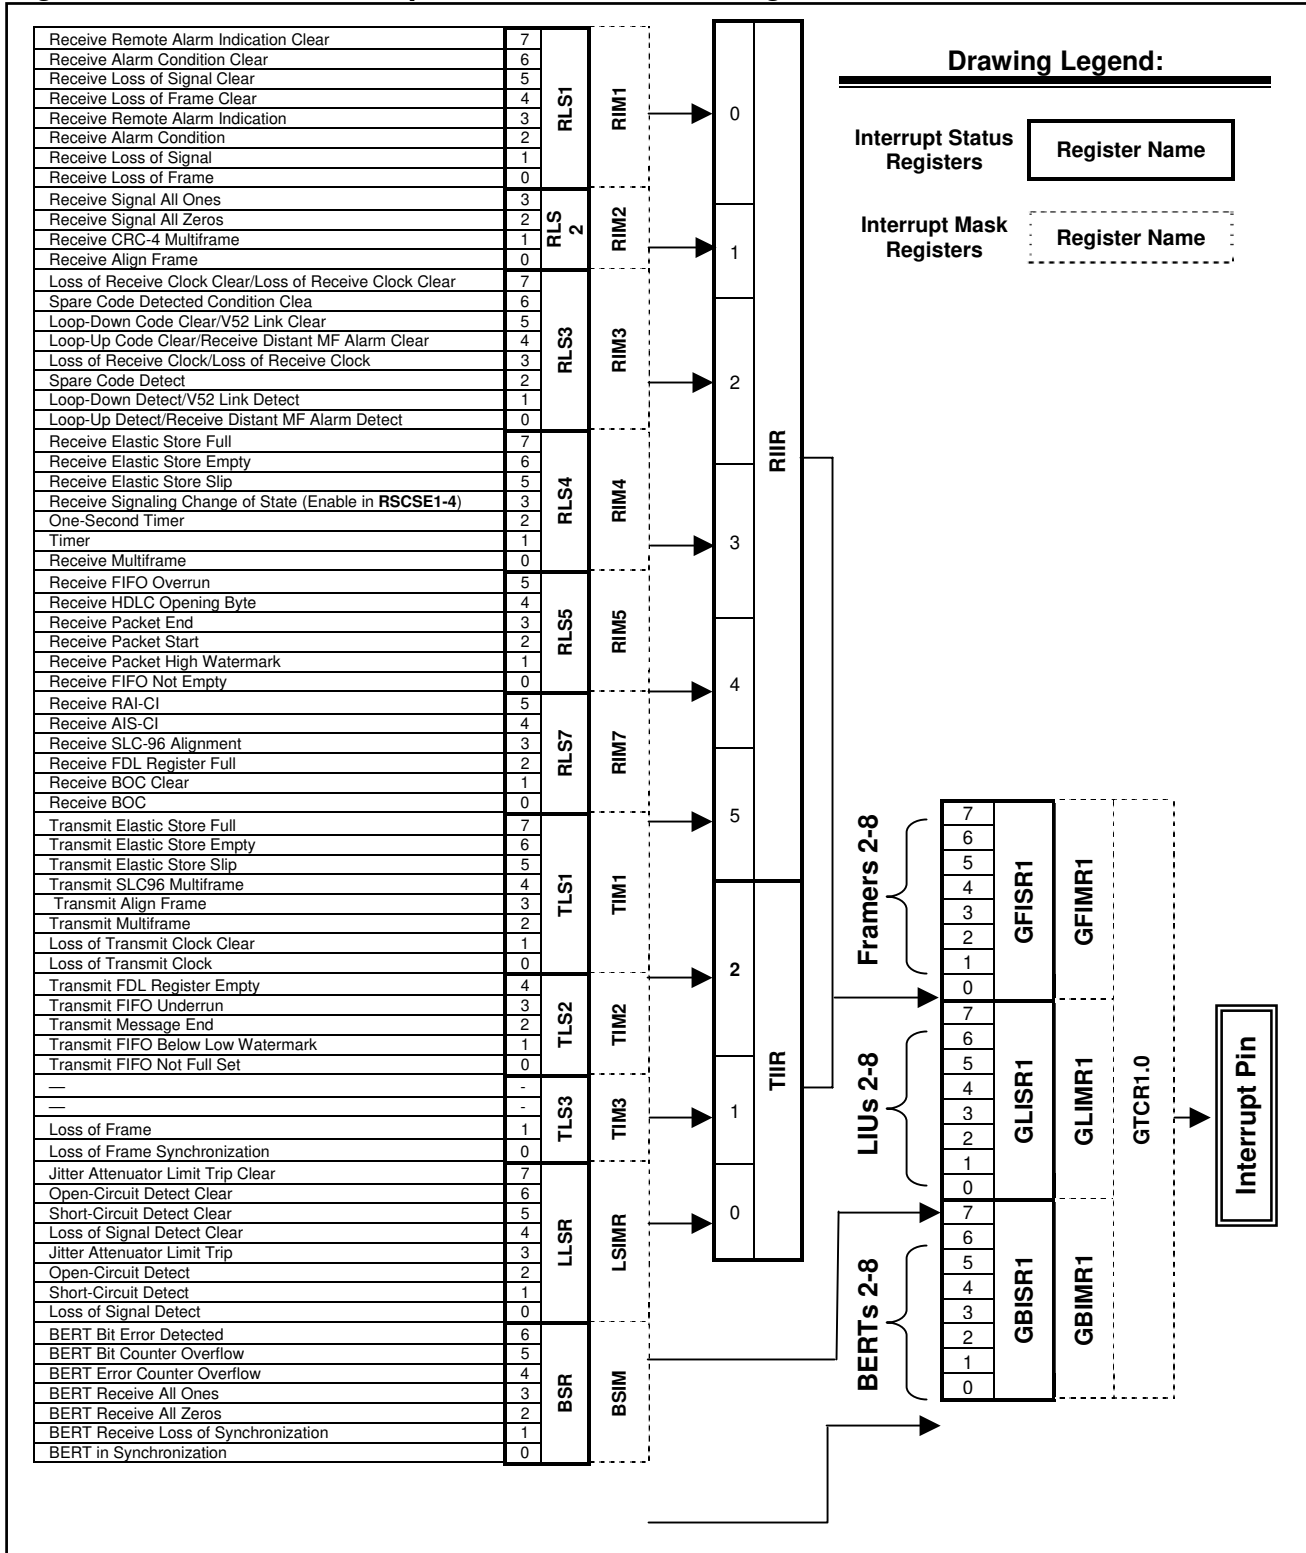 Receive Remote Alarm Indication Clear 7
Receive Alarm Condition Clear 6
Receive Loss of Signal Clear 5
Receive Loss of Frame Clear 4
Receive Remote Alarm Indication 3
Receive Alarm Condition 2
Receive Loss of Signal 1
Receive Loss of Frame 0
RLS1
RIM1
Receive Signal All Ones 3
Receive Signal All Zeros 2
Receive CRC-4 Multiframe 1
Receive Align Frame 0
RLS
2
RIM2
Loss of Receive Clock Clear/Loss of Receive Clock Clear 7
Spare Code Detected Condition Clea 6
Loop-Down Code Clear/V52 Link Clear 5
Loop-Up Code Clear/Receive Distant MF Alarm Clear 4
Loss of Receive Clock/Loss of Receive Clock 3
Spare Code Detect 2
Loop-Down Detect/V52 Link Detect 1
Loop-Up Detect/Receive Distant MF Alarm Detect 0
RLS3
RIM3
Receive Elastic Store Full 7
Receive Elastic Store Empty 6
Receive Elastic Store Slip 5
Receive Signaling Change of State (Enable in RSCSE1-4) 3
One-Second Timer 2
Timer 1
Receive Multiframe 0
RLS4
RIM4
Receive FIFO Overrun 5
Receive HDLC Opening Byte 4
Receive Packet End 3
Receive Packet Start 2
Receive Packet High Watermark 1
Receive FIFO Not Empty 0
RLS5
RIM5
Receive RAI-CI 5
Receive AIS-CI 4
Receive SLC-96 Alignment 3
Receive FDL Register Full 2
Receive BOC Clear 1
Receive BOC 0
RLS7
RIM7
Transmit Elastic Store Full 7
Transmit Elastic Store Empty 6
Transmit Elastic Store Slip 5
Transmit SLC96 Multiframe 4
Transmit Align Frame 3
Transmit Multiframe 2
Loss of Transmit Clock Clear 1
Loss of Transmit Clock 0
TLS1
TIM1
Transmit FDL Register Empty 4
Transmit FIFO Underrun 3
Transmit Message End 2
Transmit FIFO Below Low Watermark 1
Transmit FIFO Not Full Set 0
TLS2
TIM2
— -
— -
Loss of Frame 1
Loss of Frame Synchronization 0
TLS3
TIM3
Jitter Attenuator Limit Trip Clear 7
Open-Circuit Detect Clear 6
Short-Circuit Detect Clear 5
Loss of Signal Detect Clear 4
Jitter Attenuator Limit Trip 3
Open-Circuit Detect 2
Short-Circuit Detect 1
Loss of Signal Detect 0
LLSR
LSIMR
BERT Bit Error Detected 6
BERT Bit Counter Overflow 5
BERT Error Counter Overflow 4
BERT Receive All Ones 3
BERT Receive All Zeros 2
BERT Receive Loss of Synchronization 1
BERT in Synchronization 0
BSR
BSIM
0
1
2
3
4
5
RIIR
2
1
0
TIIR
Drawing Legend:
Interrupt Status
Registers
Register Name
Interrupt Mask
Registers
Register Name
Framers 2-8
7
6
5
4
3
2
1
0
GFISR1
GFIMR1
LIUs 2-8
7
6
5
4
3
2
1
0
GLISR1
GLIMR1
BERTs 2-8
7
6
5
4
3
2
1
0
GBISR1
GBIMR1
GTCR1.0
Interrupt Pin